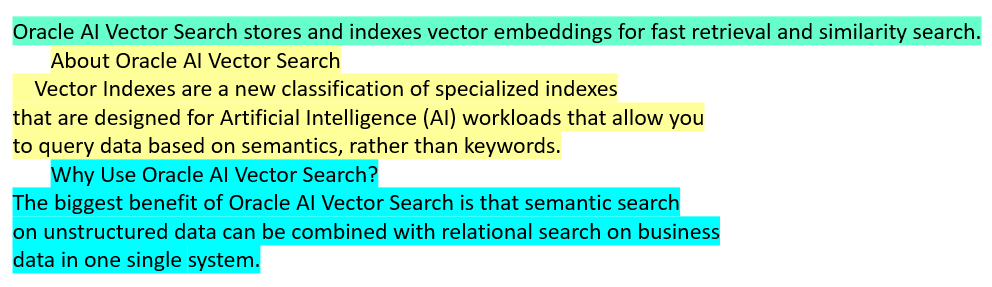 Oracle AI Vector Search stores and indexes vector embeddings for fast retrieval and similarity search.
About Oracle AI Vector Search
Vector Indexes are a new classification of specialized indexes
that are designed for Artificial Intelligence (AI) workloads that allow you
to query data based on semantics, rather than keywords.
Why Use Oracle AI Vector Search?
The biggest benefit of Oracle AI Vector Search is that semantic search
on unstructured data can be combined with relational search on business
data in one single system.